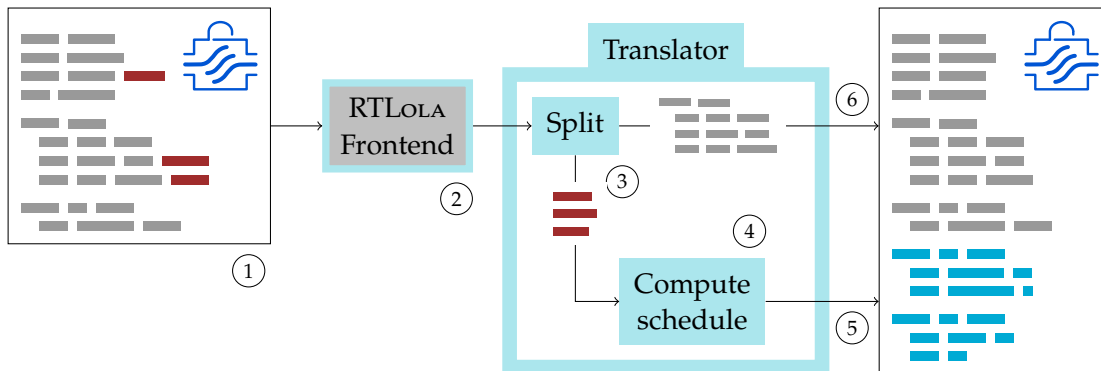 Translator
RTLOLA
Frontend
Split
6
3
2
4
1
Compute
schedule
5